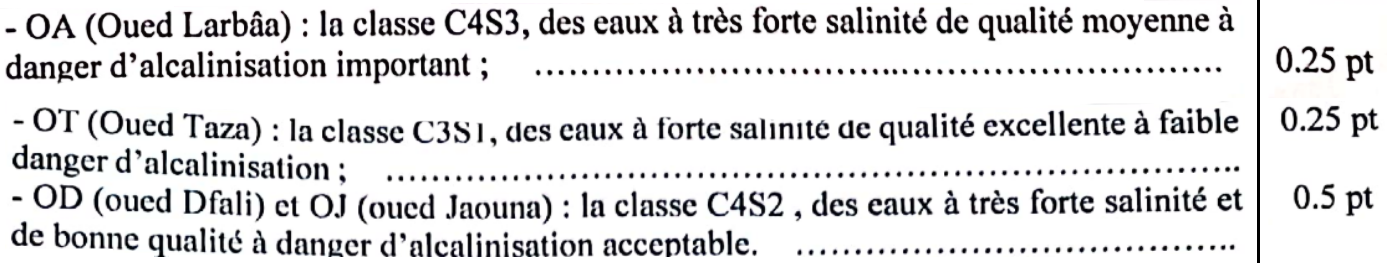 - OA (Oued Larbâa) : la classe C4S3, des eaux à très forte salinité de qualité moyenne à
danger d'alcalinisation important ; ........................................................ 0.25 pt
- OT (Oued Taza) : la classe C3S1, des eaux à forte salinité de qualité excellente à faible 0.25 pt
danger d'alcalinisation ; ....................................................................
- OD (oued Dfali) et OJ (oued Jaouna) : la classe C4S2 , des eaux à très forte salinité et 0.5 pt
de bonne qualité à danger d'alcalinisation acceptable. ....................................